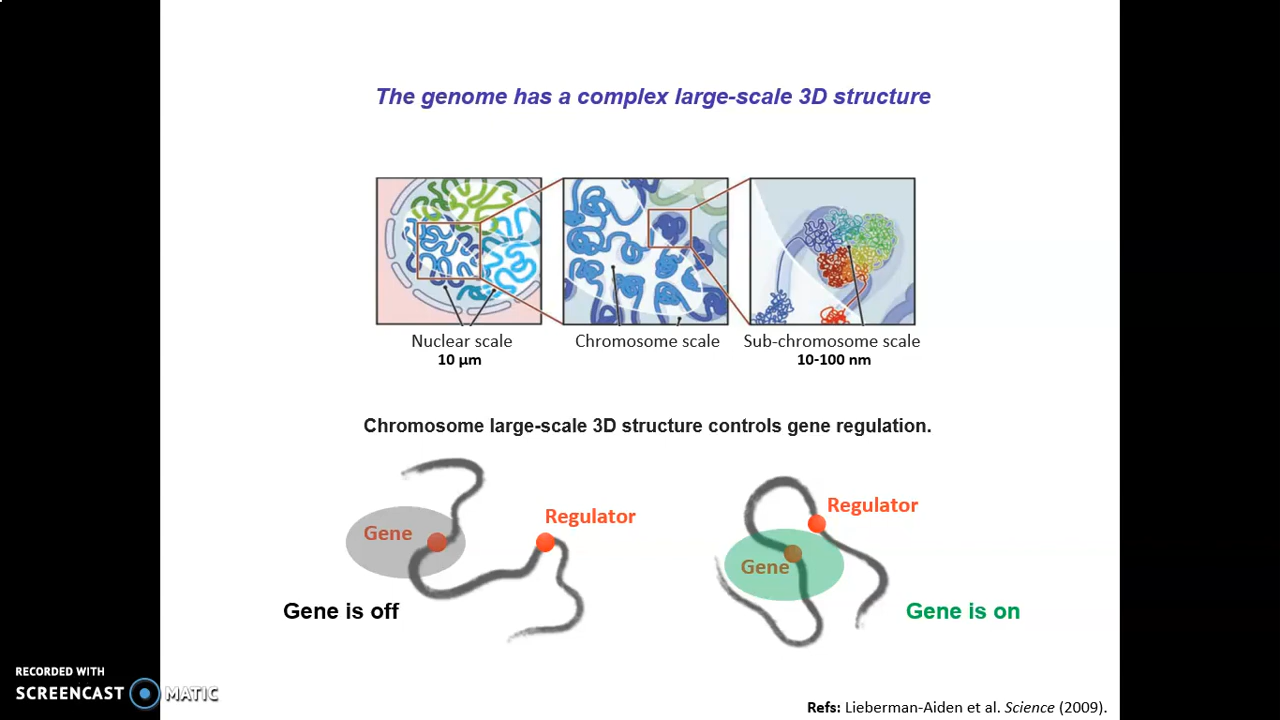 The genome has a complex large-scale 3D structure
Nuclear scale
10 μm
Chromosome scale
Sub-chromosome scale
10-100 nm
Chromosome large-scale 3D structure controls gene regulation.
Gene
Regulator
Gene is off
Regulator
Gene
Gene is on
RECORDED WITH
SCREENCAST MATIC
Refs: Lieberman-Aiden et al. Science (2009).